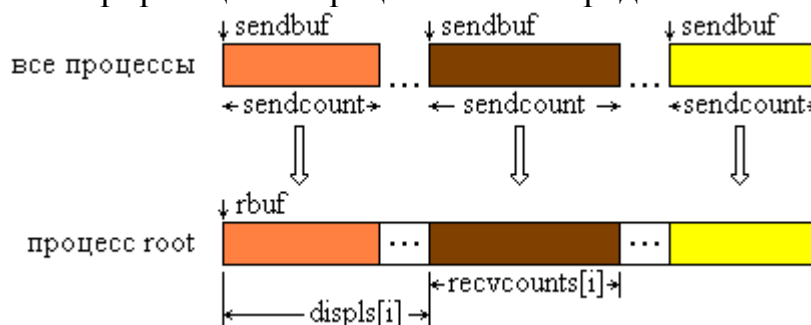 ↓sendbuf ↓sendbuf ↓sendbuf
все процессы ... ...
sendcount sendcount sendcount
↓rbuf
процесс root ... ...
recvcounts[i]
displs[i]